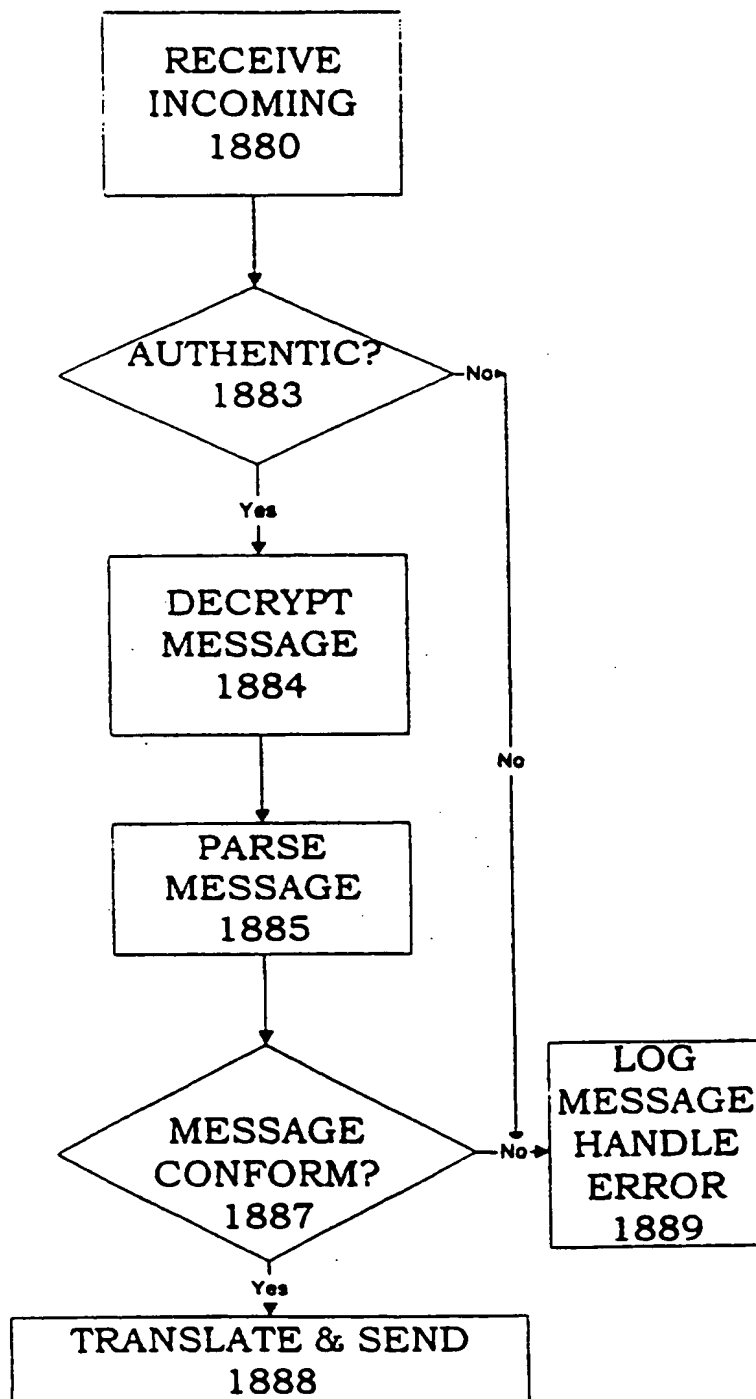 RECEIVE
INCOMING
1880
AUTHENTIC?
1883
No
Yes
DECRYPT
MESSAGE
1884
No
PARSE
MESSAGE
1885
MESSAGE
CONFORM?
1887
No
LOG
MESSAGE
HANDLE
ERROR
1889
Yes
TRANSLATE & SEND
1888